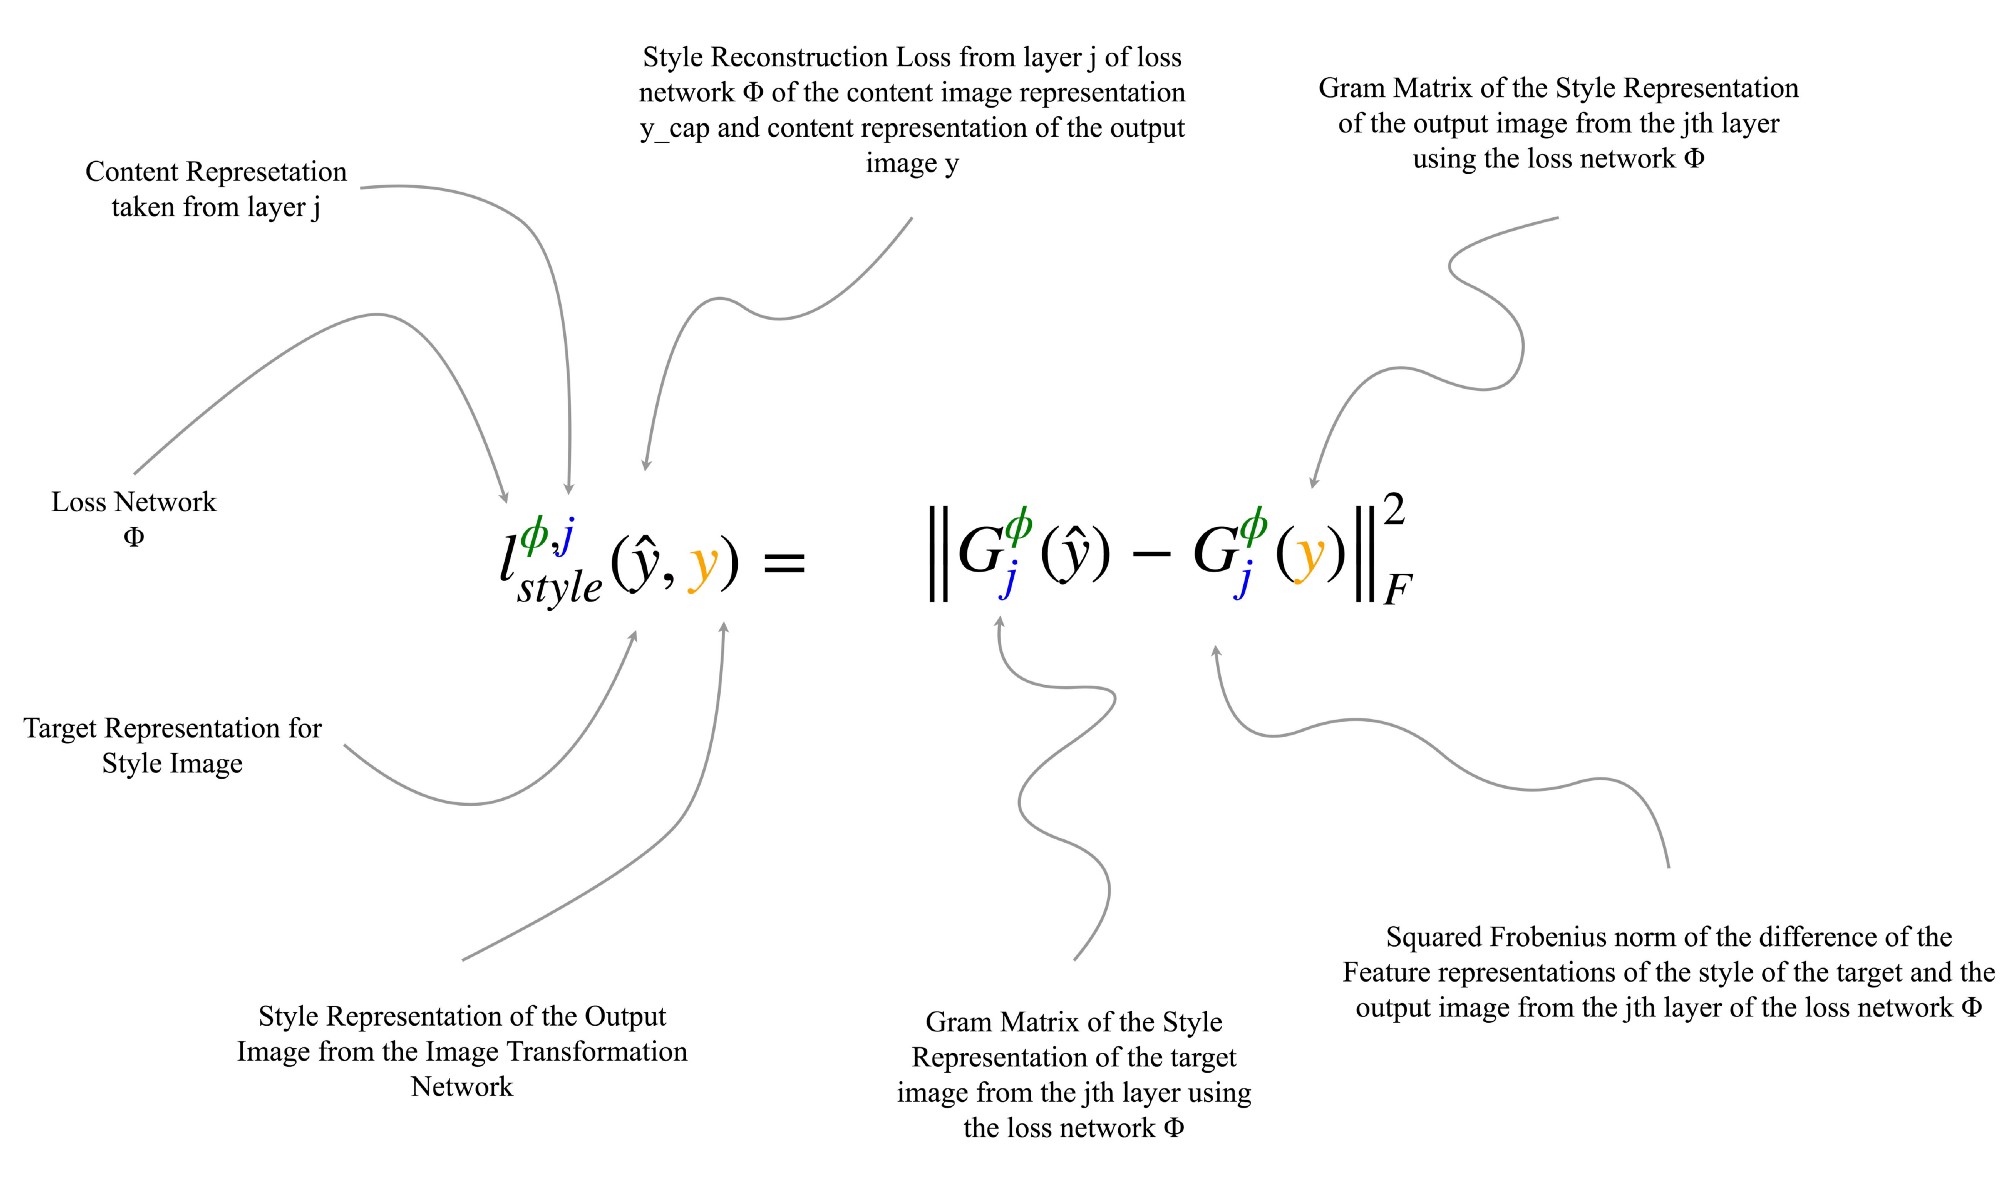 Style Reconstruction Loss from layer j of loss
network Φ of the content image representation
y_cap and content representation of the output
image y
Gram Matrix of the Style Representation
of the output image from the jth layer
using the loss network Φ
Content Represetation
taken from layer j
Loss Network
Φ
l^{ϕ,j}_{style}(ŷ, y) = ‖G^ϕ_j(ŷ) − G^ϕ_j(y)‖^2_F
Target Representation for
Style Image
Style Representation of the Output
Image from the Image Transformation
Network
Gram Matrix of the Style
Representation of the target
image from the jth layer using
the loss network Φ
Squared Frobenius norm of the difference of the
Feature representations of the style of the target and the
output image from the jth layer of the loss network Φ